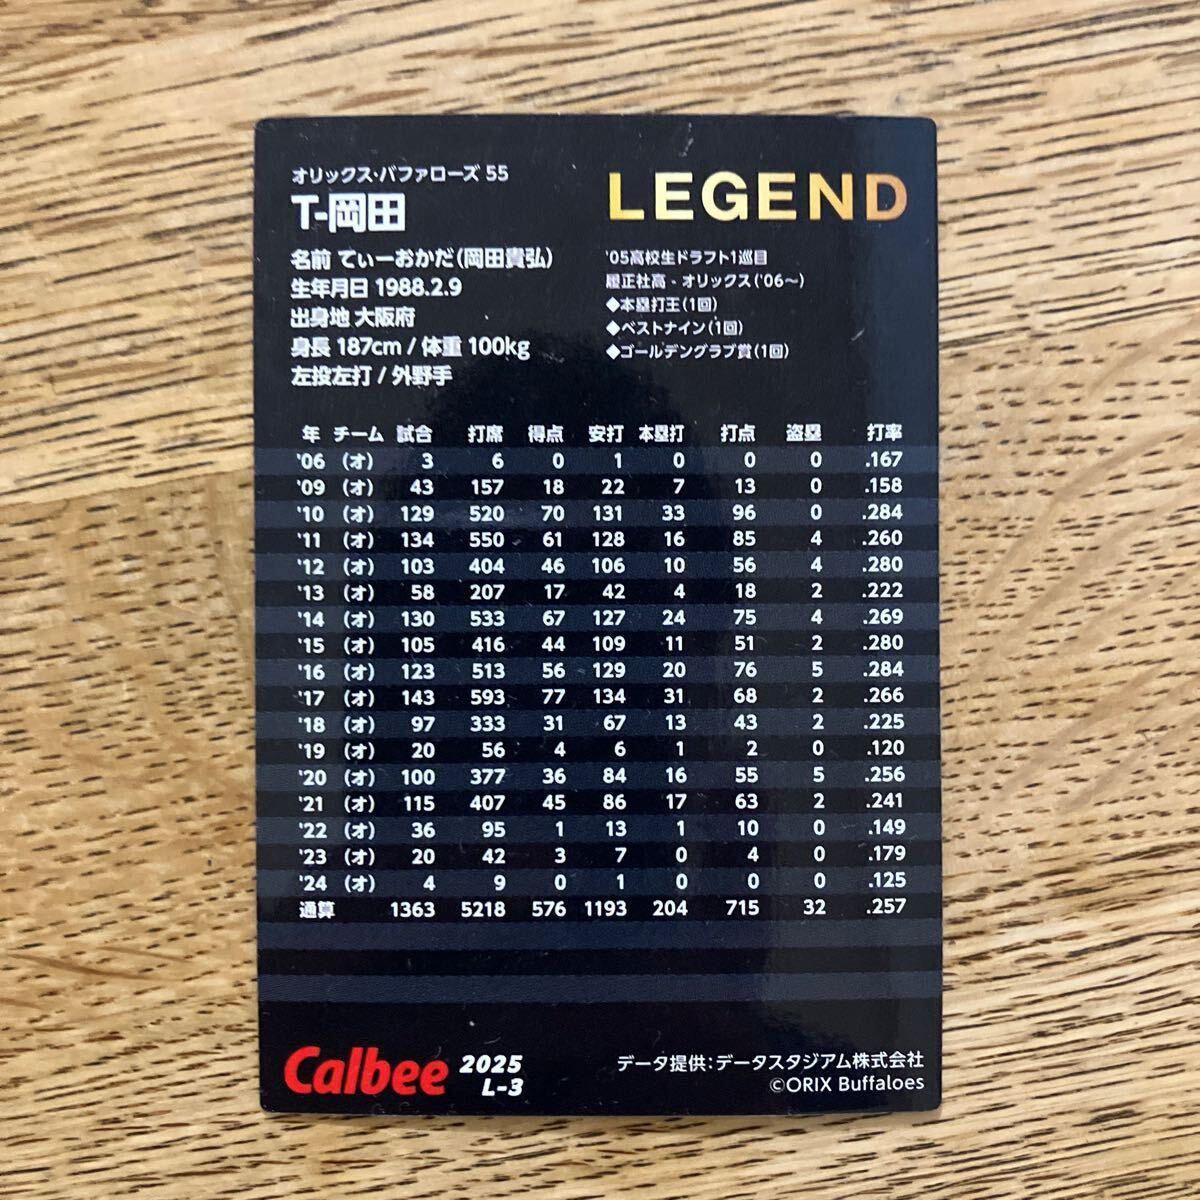 オリックス・バファローズ 55
T-岡田
LEGEND
名前 てぃーおかだ(岡田貴弘)
生年月日 1988.2.9
出身地 大阪府
身長 187cm / 体重 100kg
左投左打 / 外野手
'05高校生ドラフト1巡目
履正社高 - オリックス('06〜)
◆本塁打王(1回)
◆ベストナイン(1回)
◆ゴールデングラブ賞(1回)
年 チーム 試合 打席 得点 安打 本塁打 打点 盗塁 打率
'06 (オ) 3 6 0 1 0 0 0 .167
'09 (オ) 43 157 18 22 7 13 0 .158
'10 (オ) 129 520 70 131 33 96 0 .284
'11 (オ) 134 550 61 128 16 85 4 .260
'12 (オ) 103 404 46 106 10 56 4 .280
'13 (オ) 58 207 17 42 4 18 2 .222
'14 (オ) 130 533 67 127 24 75 4 .269
'15 (オ) 105 416 44 109 11 51 2 .280
'16 (オ) 123 513 56 129 20 76 5 .284
'17 (オ) 143 593 77 134 31 68 2 .266
'18 (オ) 97 333 31 67 13 43 2 .225
'19 (オ) 20 56 4 6 1 2 0 .120
'20 (オ) 100 377 36 84 16 55 5 .256
'21 (オ) 115 407 45 86 17 63 2 .241
'22 (オ) 36 95 1 13 1 10 0 .149
'23 (オ) 20 42 3 7 0 4 0 .179
'24 (オ) 4 9 0 1 0 0 0 .125
通算 1363 5218 576 1193 204 715 32 .257
Calbee 2025
L-3
データ提供:データスタジアム株式会社
©ORIX Buffaloes